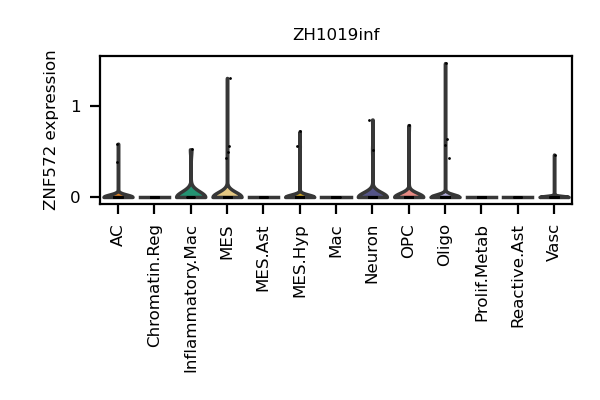 ZH1019inf
ZNF572 expression
1
0
AC
Chromatin.Reg
Inflammatory.Mac
MES
MES.Ast
MES.Hyp
Mac
Neuron
OPC
Oligo
Prolif.Metab
Reactive.Ast
Vasc